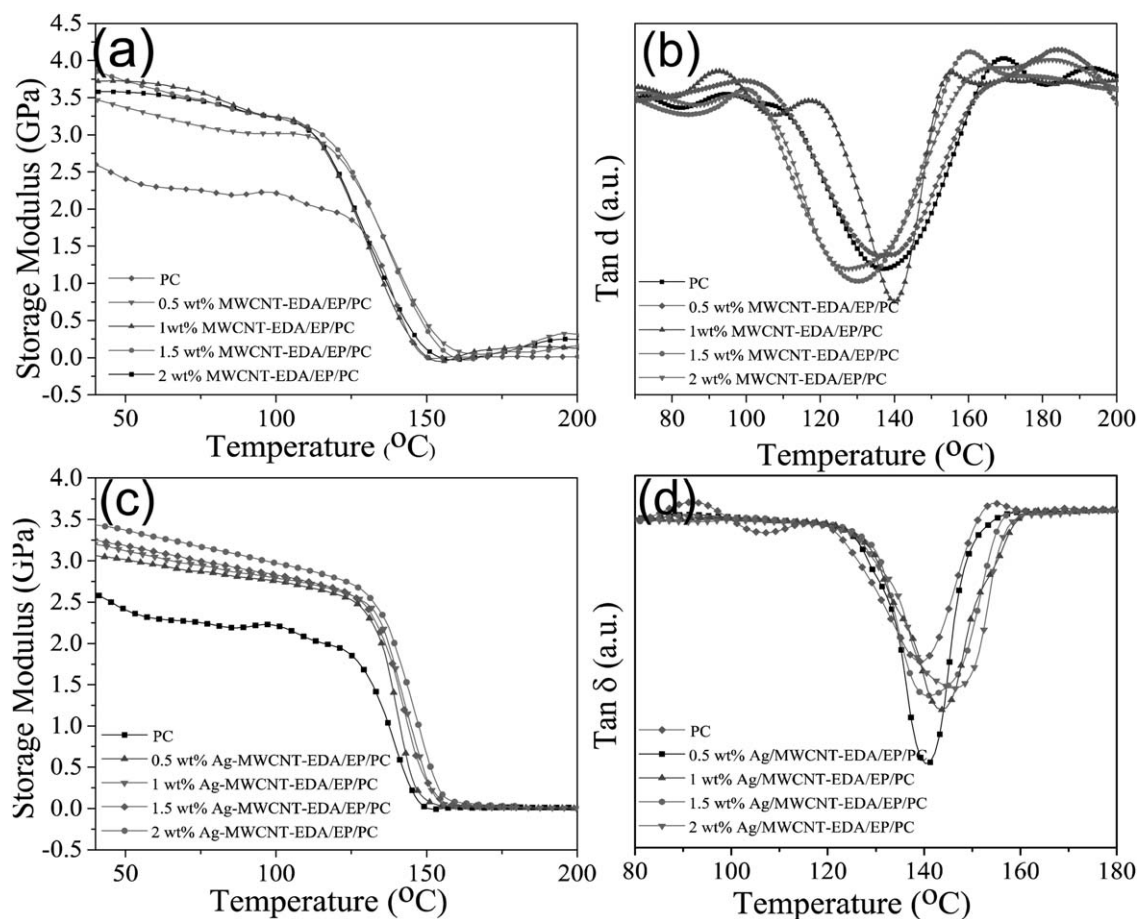 (a)
Storage Modulus (GPa)
4.5
4.0
3.5
3.0
2.5
2.0
1.5
1.0
0.5
0.0
-0.5
PC
0.5 wt% MWCNT-EDA/EP/PC
1wt% MWCNT-EDA/EP/PC
1.5 wt% MWCNT-EDA/EP/PC
2 wt% MWCNT-EDA/EP/PC
50 100 150 200
Temperature (°C)
(b)
Tan d (a.u.)
PC
0.5 wt% MWCNT-EDA/EP/PC
1wt% MWCNT-EDA/EP/PC
1.5 wt% MWCNT-EDA/EP/PC
2 wt% MWCNT-EDA/EP/PC
80 100 120 140 160 180 200
Temperature (°C)
(c)
Storage Modulus (GPa)
4.0
3.5
3.0
2.5
2.0
1.5
1.0
0.5
0.0
-0.5
PC
0.5 wt% Ag-MWCNT-EDA/EP/PC
1 wt% Ag-MWCNT-EDA/EP/PC
1.5 wt% Ag-MWCNT-EDA/EP/PC
2 wt% Ag-MWCNT-EDA/EP/PC
50 100 150 200
Temperature (°C)
(d)
Tan δ (a.u.)
PC
0.5 wt% Ag/MWCNT-EDA/EP/PC
1 wt% Ag/MWCNT-EDA/EP/PC
1.5 wt% Ag/MWCNT-EDA/EP/PC
2 wt% Ag/MWCNT-EDA/EP/PC
80 100 120 140 160 180
Temperature (°C)